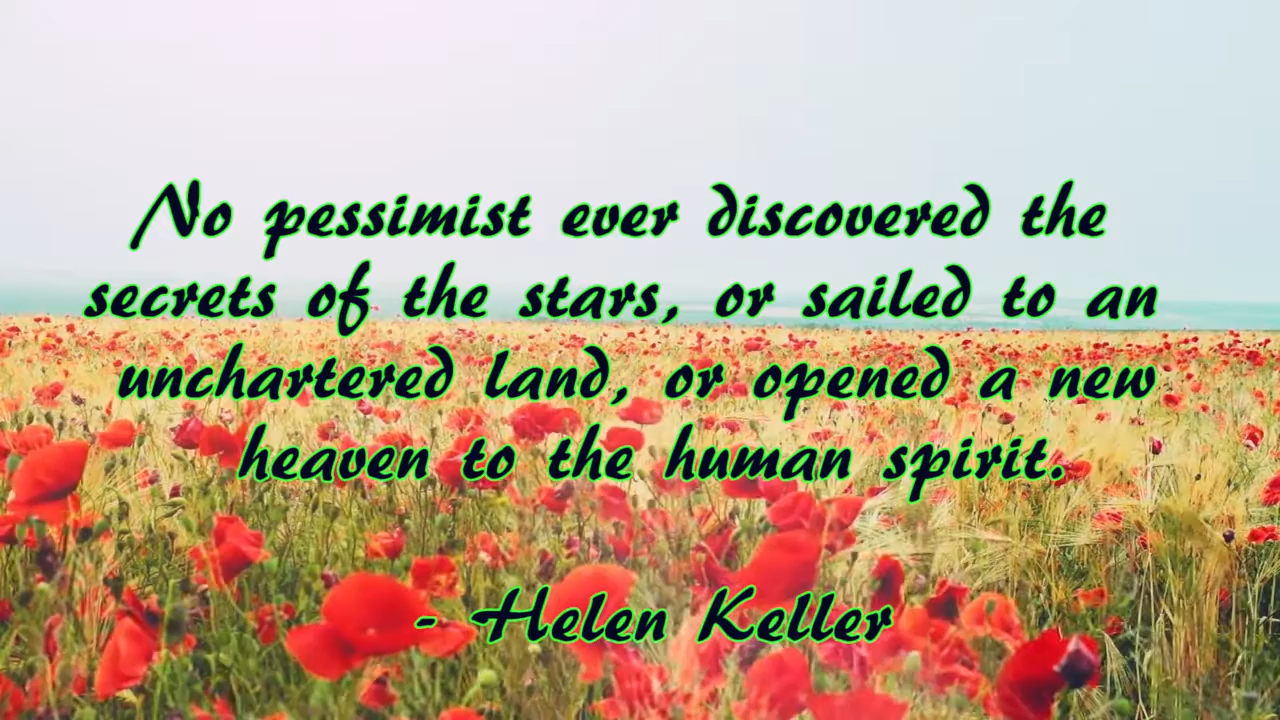 No pessimist ever discovered the
secrets of the stars, or sailed to an
unchartered land, or opened a new
heaven to the human spirit.
- Helen Keller